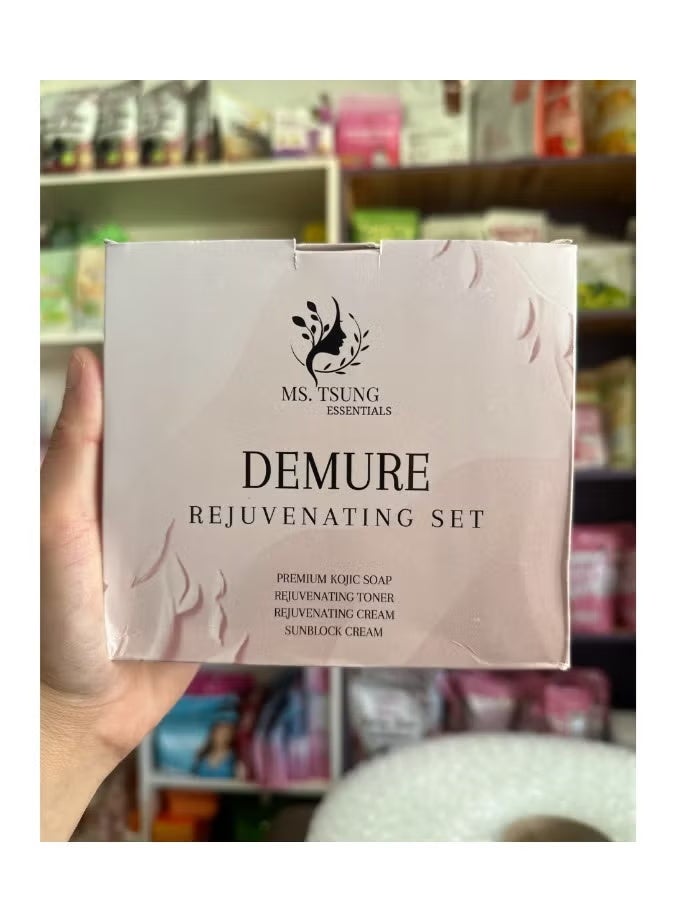 MS. TSUNG
ESSENTIALS
DEMURE
REJUVENATING SET
PREMIUM KOJIC SOAP
REJUVENATING TONER
REJUVENATING CREAM
SUNBLOCK CREAM